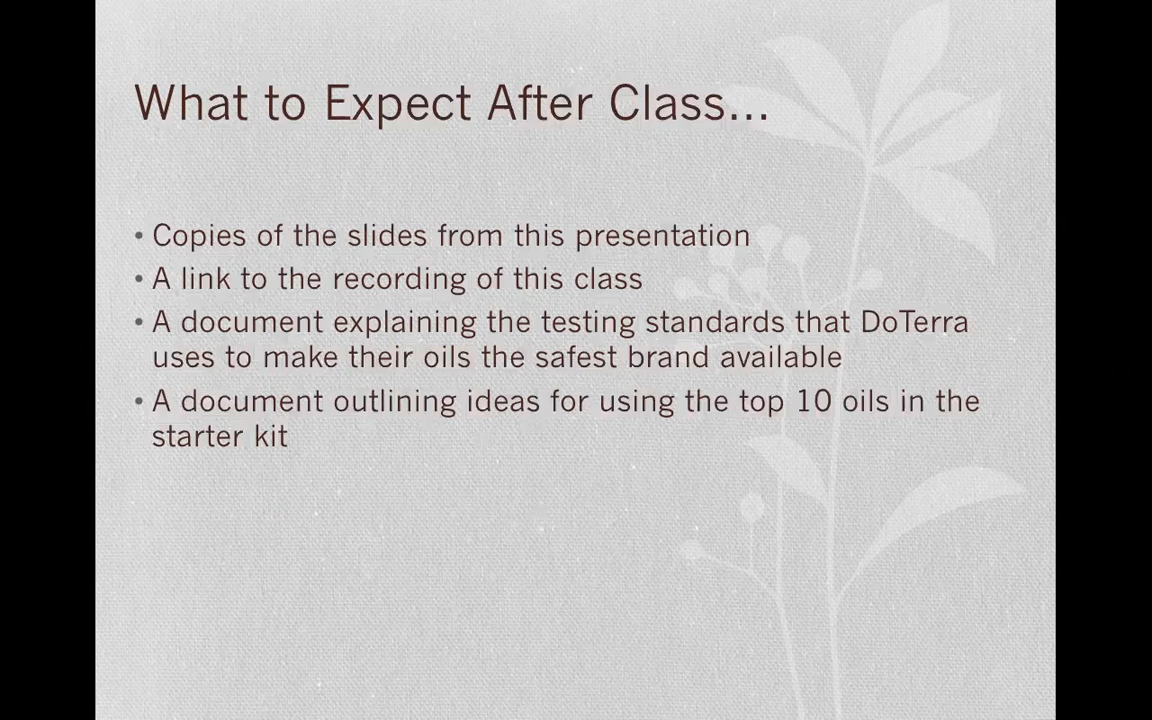 What to Expect After Class...
• Copies of the slides from this presentation
• A link to the recording of this class
• A document explaining the testing standards that DoTerra
uses to make their oils the safest brand available
• A document outlining ideas for using the top 10 oils in the
starter kit